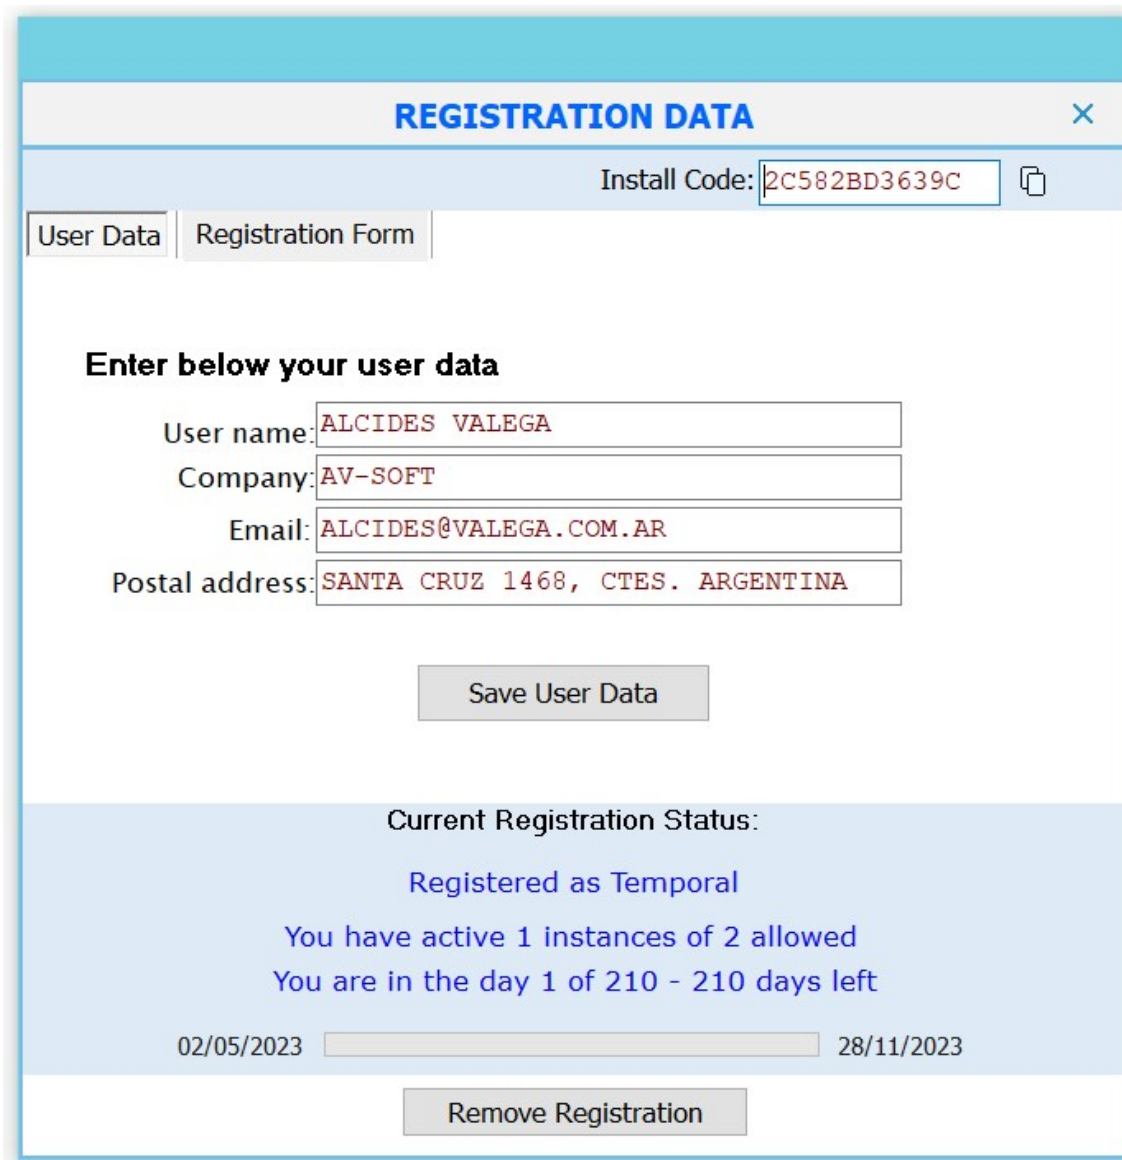 REGISTRATION DATA
Install Code: 2C582BD3639C
User Data Registration Form
Enter below your user data
User name: ALCIDES VALEGA
Company: AV-SOFT
Email: ALCIDES@VALEGA.COM.AR
Postal address: SANTA CRUZ 1468, CTES. ARGENTINA
Save User Data
Current Registration Status:
Registered as Temporal
You have active 1 instances of 2 allowed
You are in the day 1 of 210 - 210 days left
02/05/2023 28/11/2023
Remove Registration